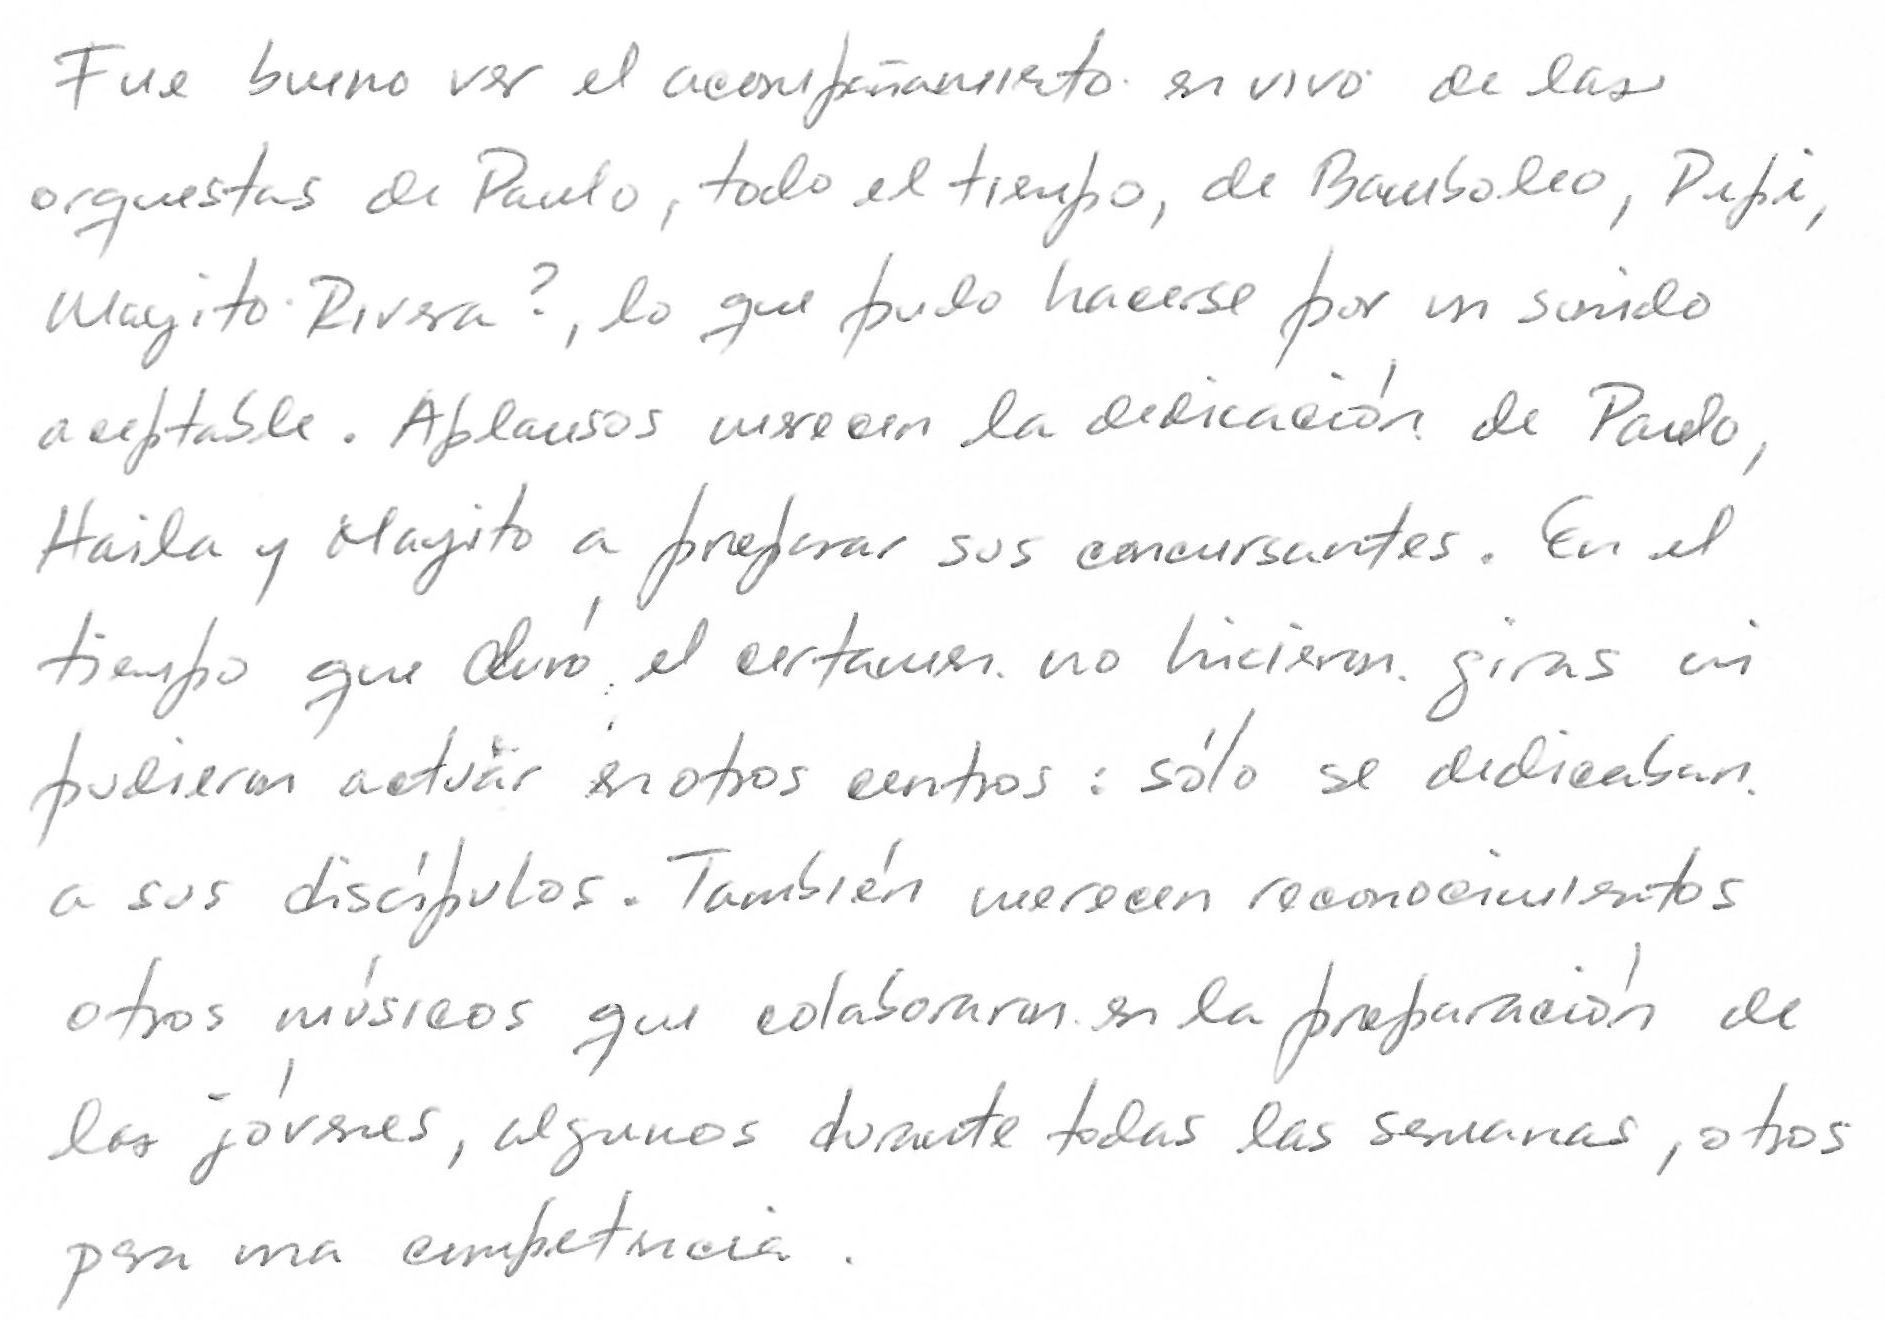 Fue bueno ver el acompañamiento en vivo de las
orquestas de Paulo, todo el tiempo, de Bamboleo, Pupi,
Mayito Rivera?, lo que pudo hacerse por un sonido
aceptable. Aplausos merecen la dedicación de Paulo,
Haila y Mayito a preparar sus concursantes. En el
tiempo que duró el certamen no hicieron giras ni
pudieron actuar en otros centros: sólo se dedicaban
a sus discípulos. También merecen reconocimientos
otros músicos que colaboraron en la preparación de
los jóvenes, algunos durante todas las semanas, otros
para una competencia.